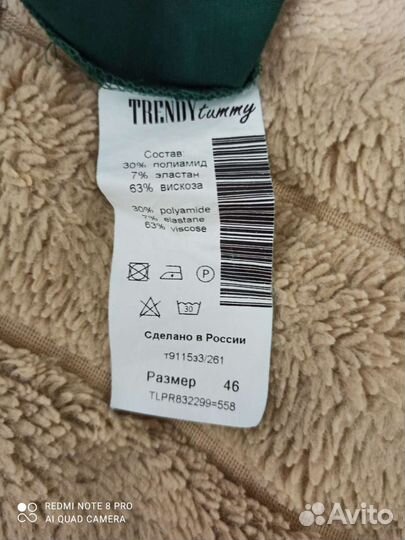 TRENDY tummy
Состав
30% полиамид
7% эластан
63% вискоза
30% polyamide
7% elastane
63% viscose
P
30
Сделано в России
т9115з3/261
Размер 46
TLPR832299=558
REDMI NOTE 8 PRO
AI QUAD CAMERA
Avito